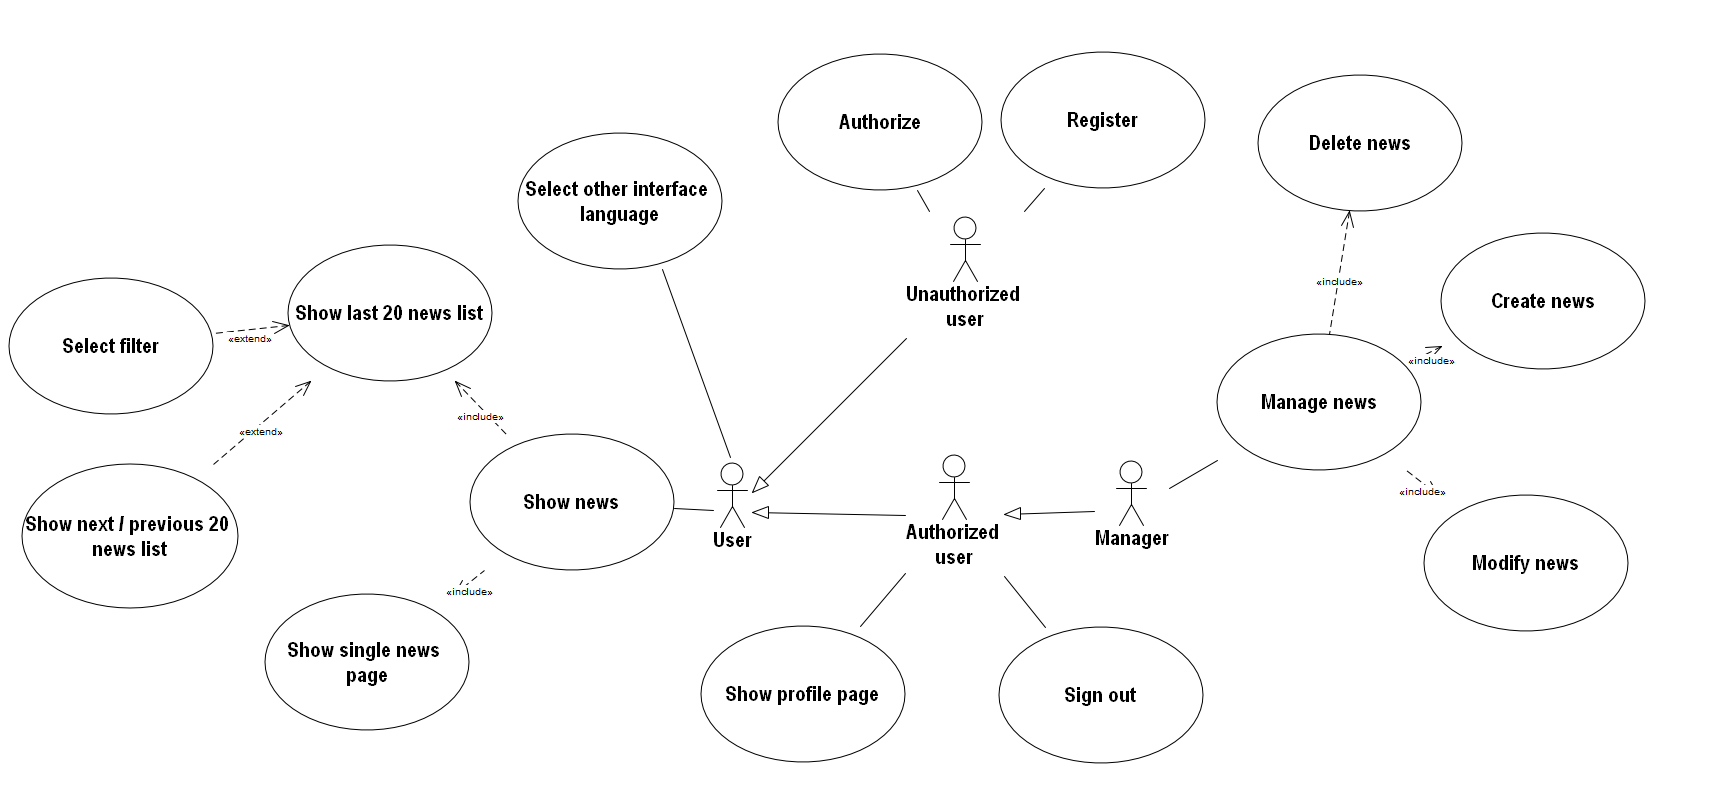 Authorize
Register
Delete news
Select other interface
language
Unauthorized
user
Show last 20 news list
Select filter
«extend»
«include»
Create news
«include»
Manage news
«include»
«extend»
Show news
Show next / previous 20
news list
User
Authorized
user
Manager
«include»
Modify news
«include»
Show single news
page
Show profile page
Sign out